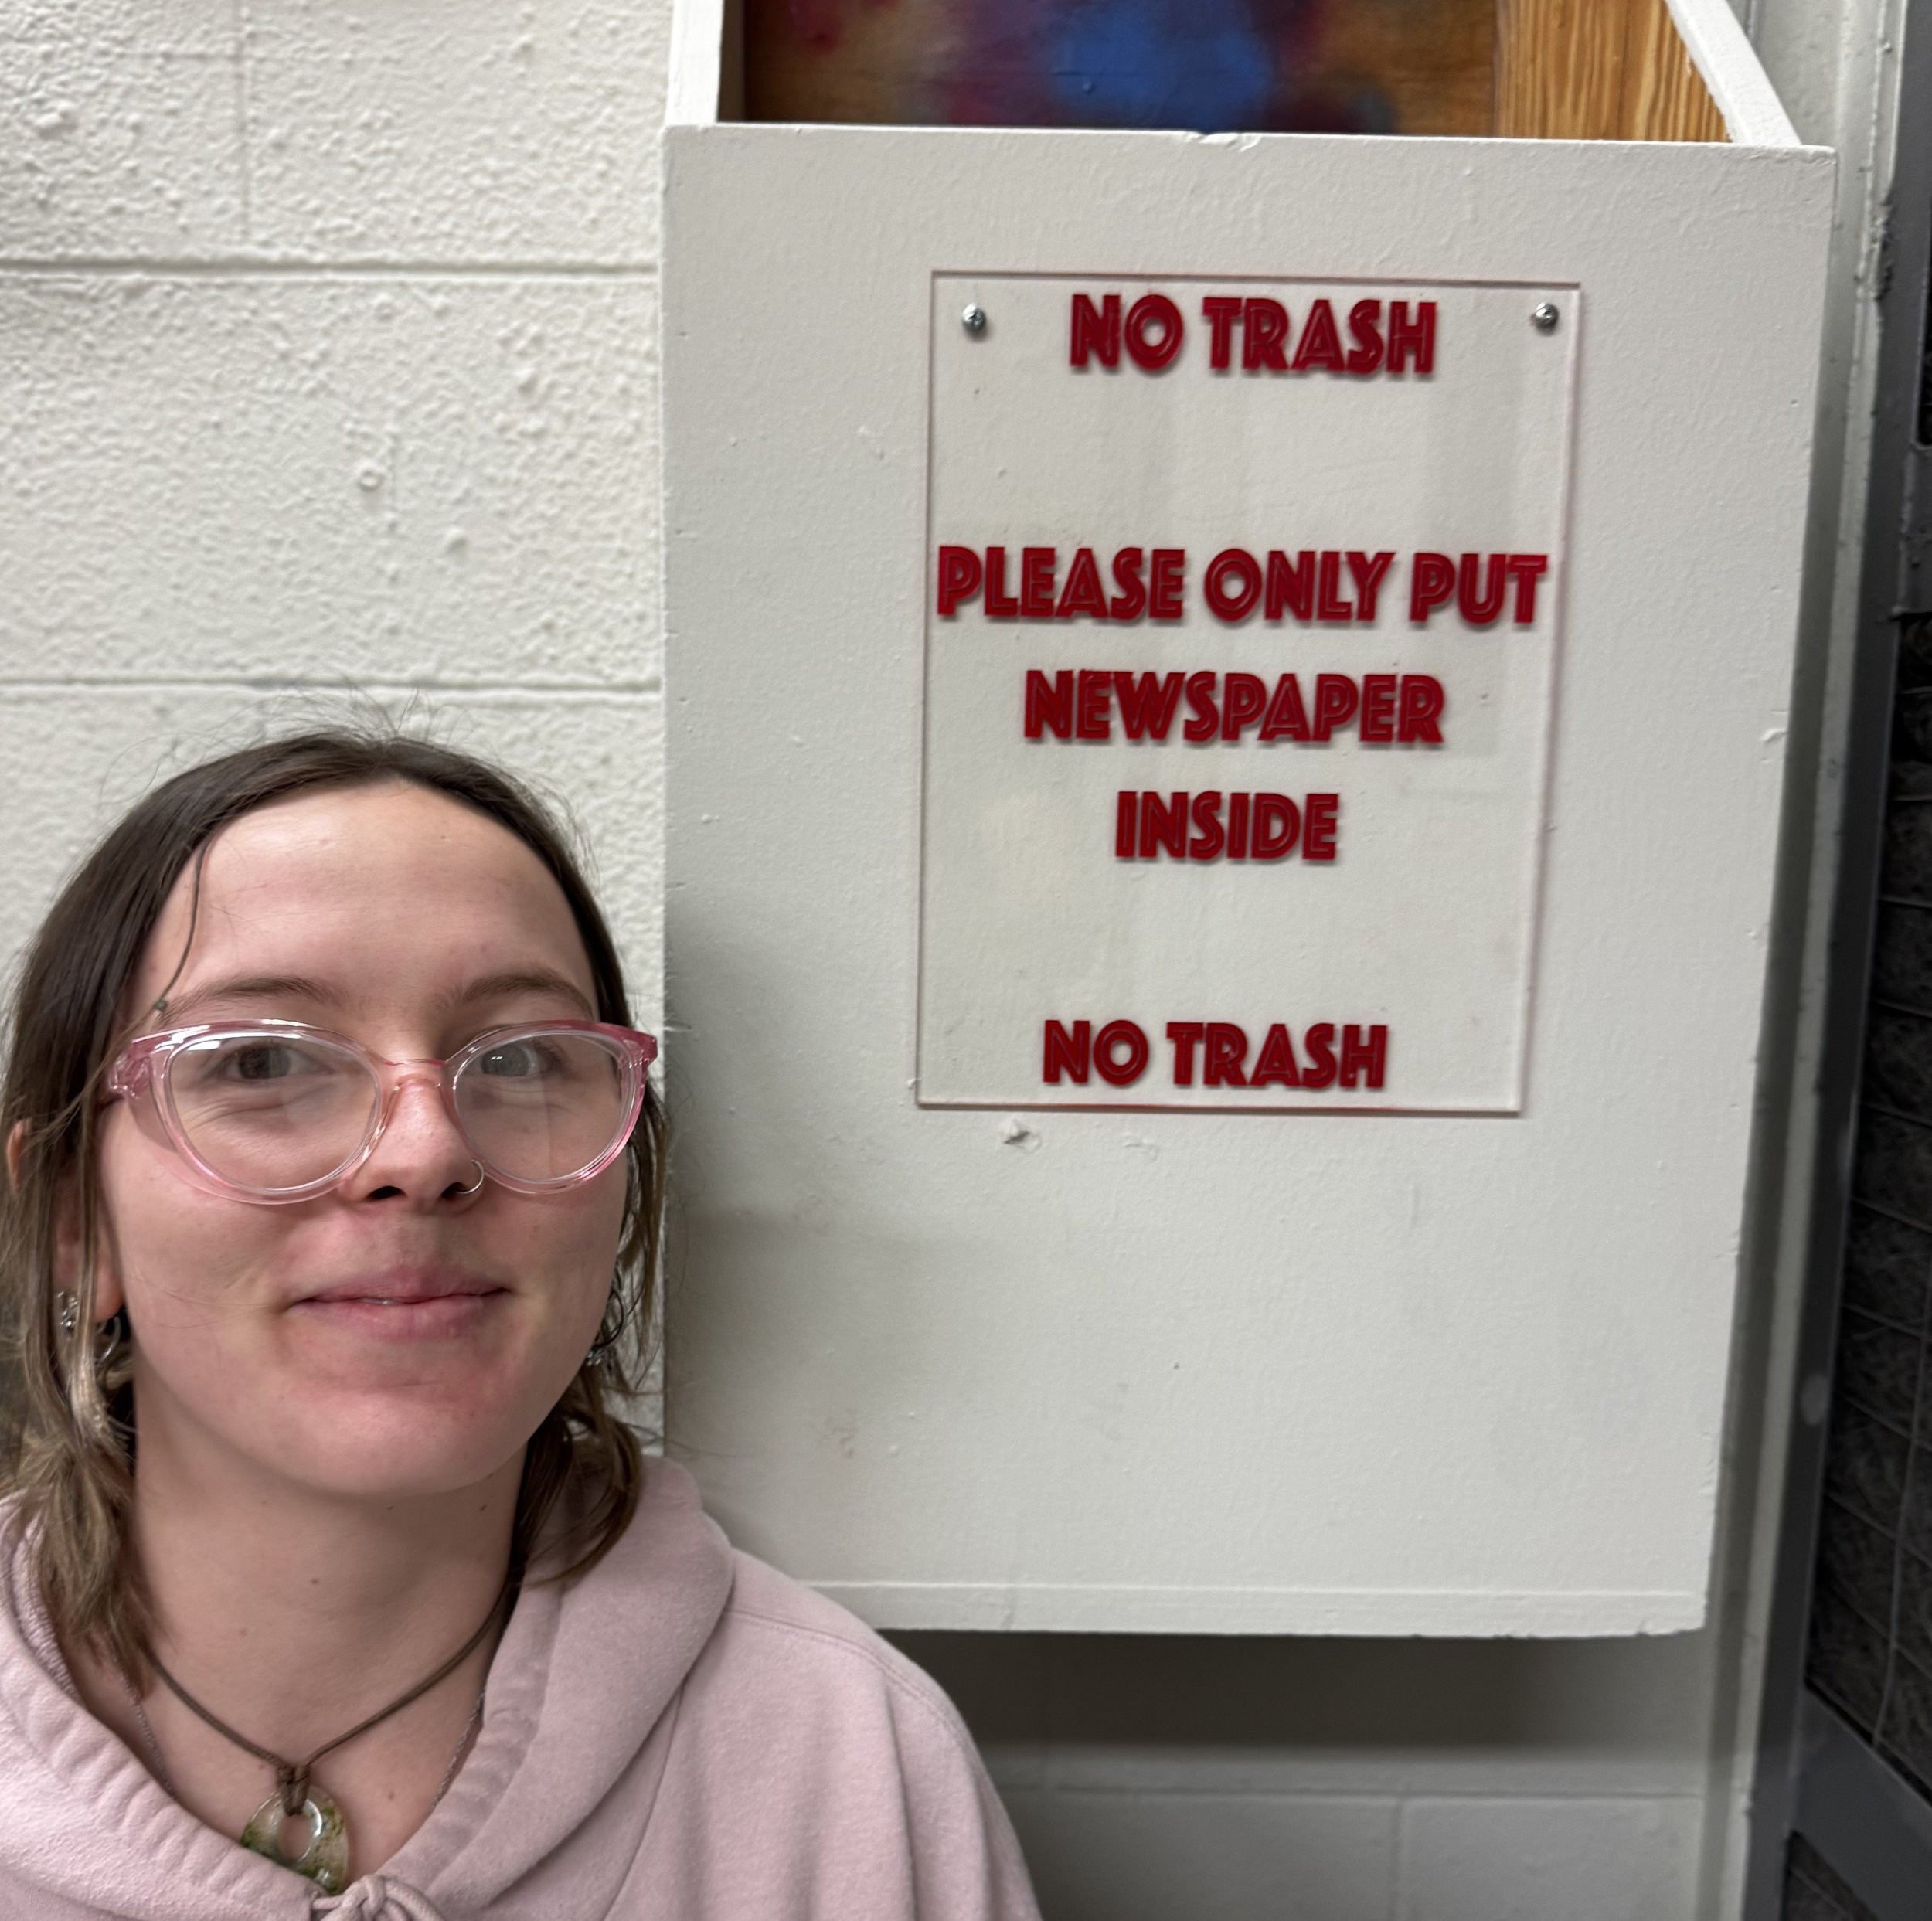 NO TRASH
PLEASE ONLY PUT
NEWSPAPER
INSIDE
NO TRASH